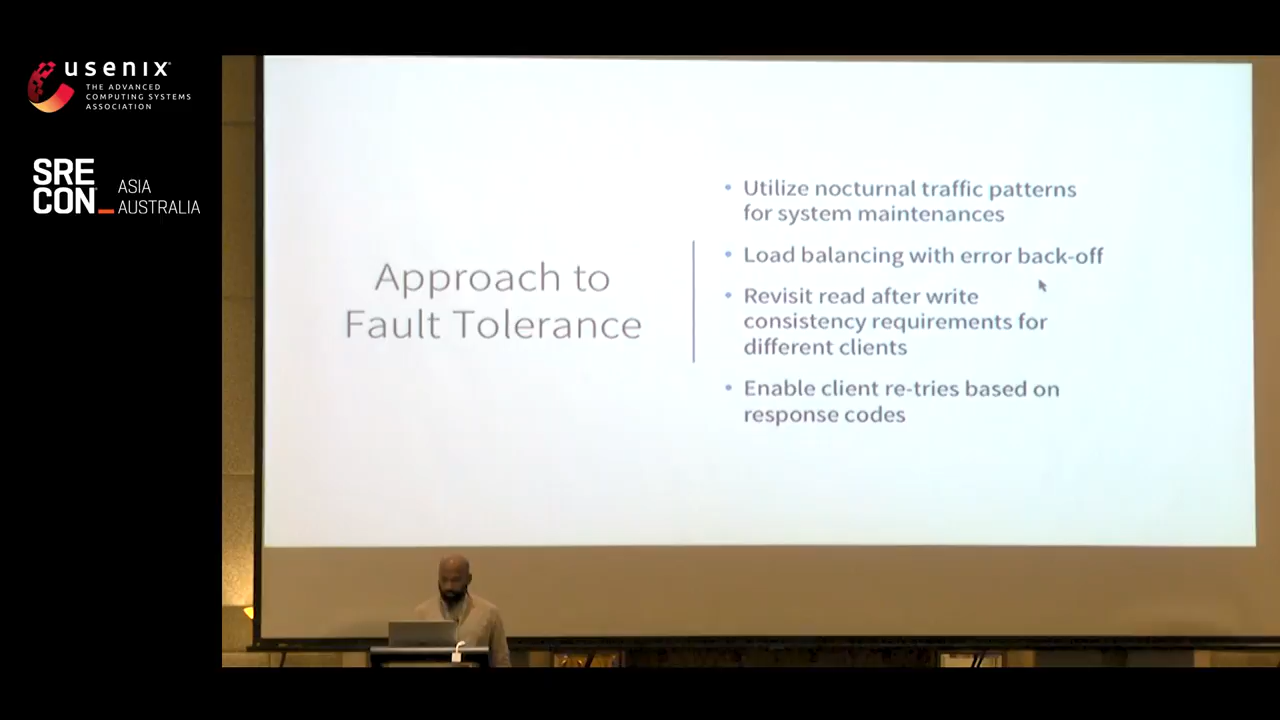 usenix
THE ADVANCED
COMPUTING SYSTEMS
ASSOCIATION
SRE
CON
ASIA
AUSTRALIA
Approach to
Fault Tolerance
• Utilize nocturnal traffic patterns
for system maintenances
• Load balancing with error back-off
• Revisit read after write
consistency requirements for
different clients
• Enable client re-tries based on
response codes